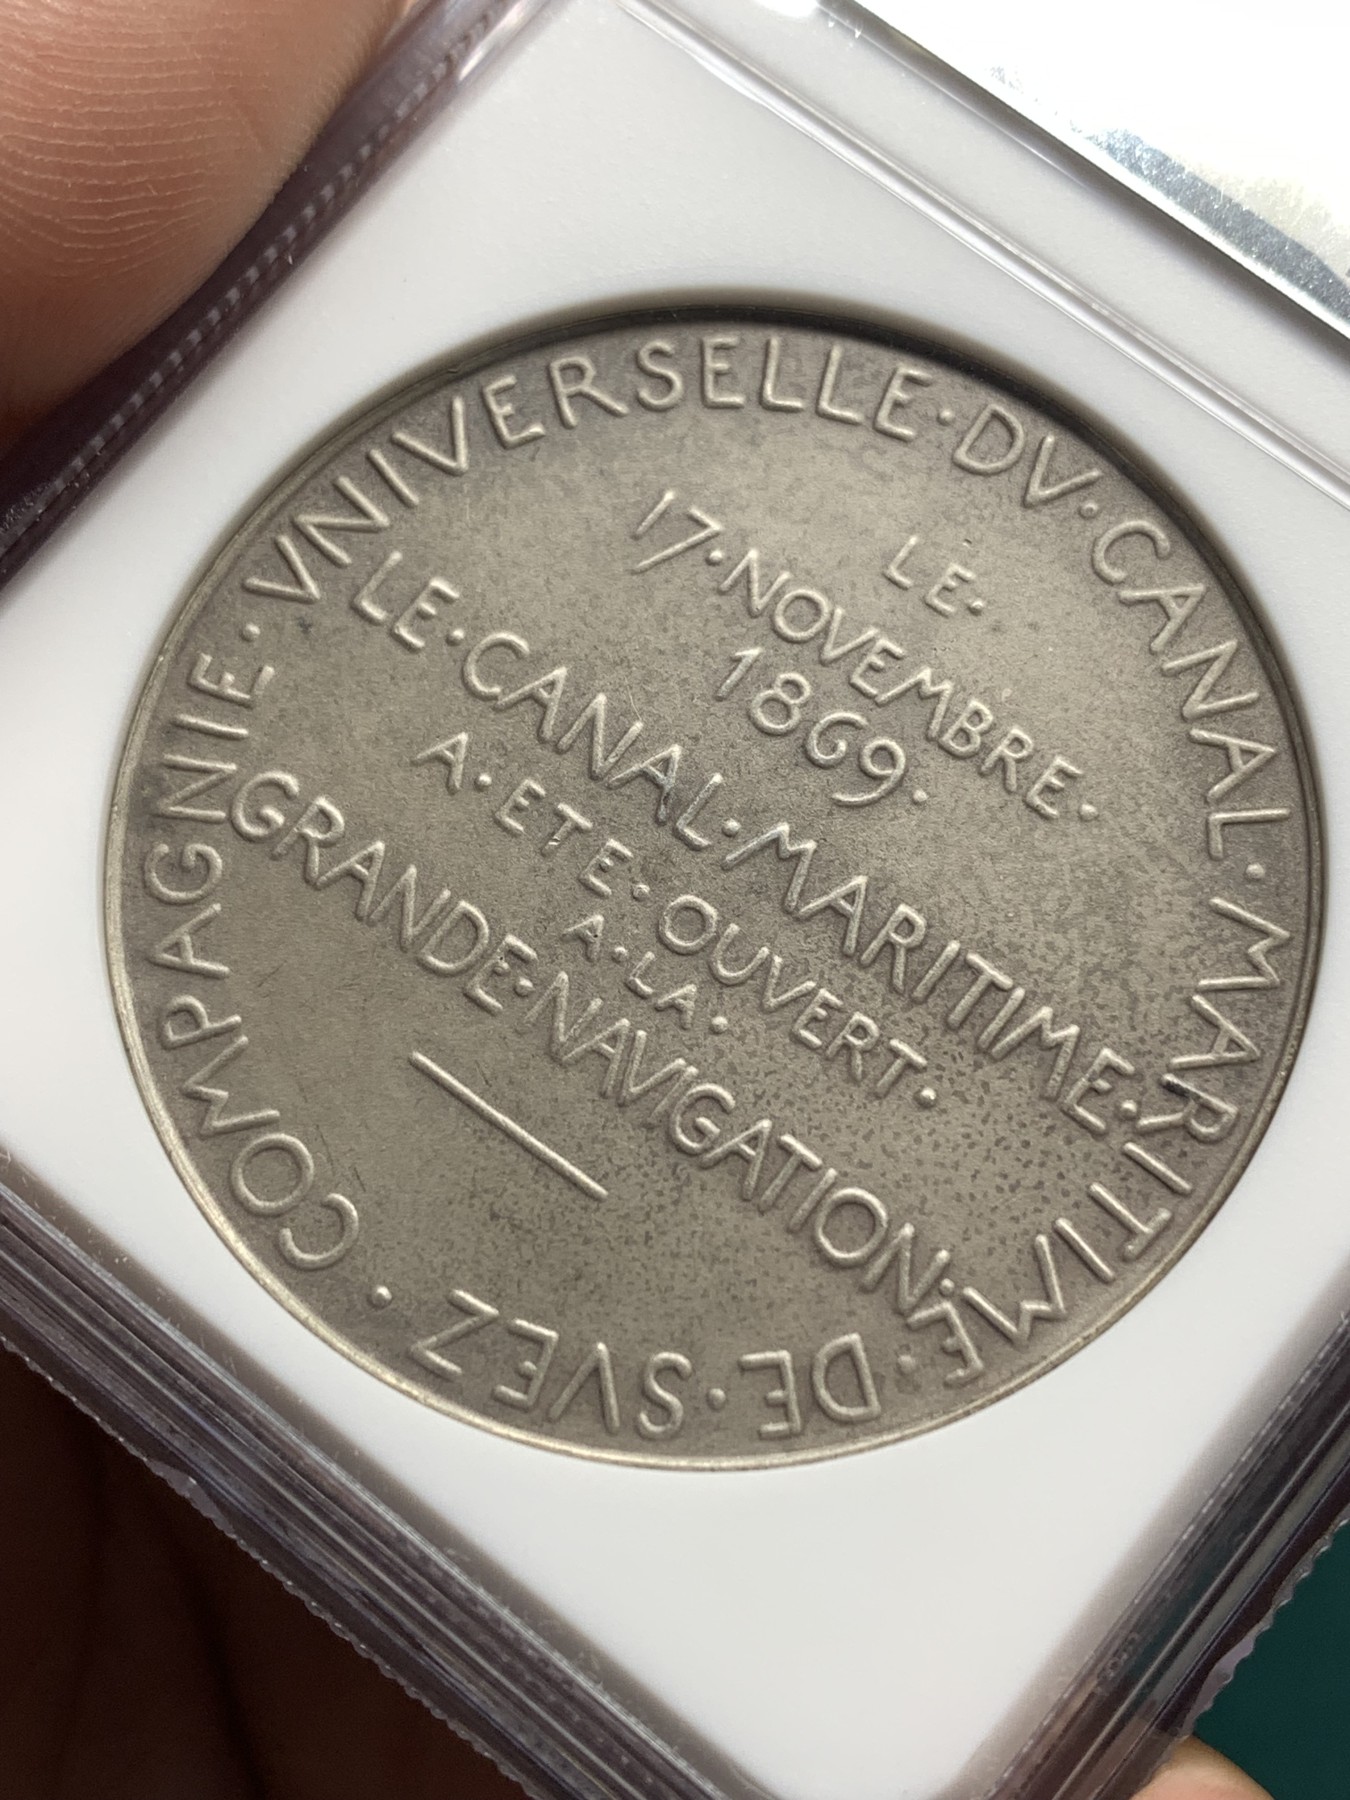 COMPAGNIE · VNIVERSELLE · DV · CANAL · MARITIME · DE · SVEZ ·
LE ·
17 · NOVEMBRE ·
1869 ·
LE · CANAL · MARITIME ·
A · ETE · OUVERT ·
A · LA ·
GRANDE · NAVIGATION ·